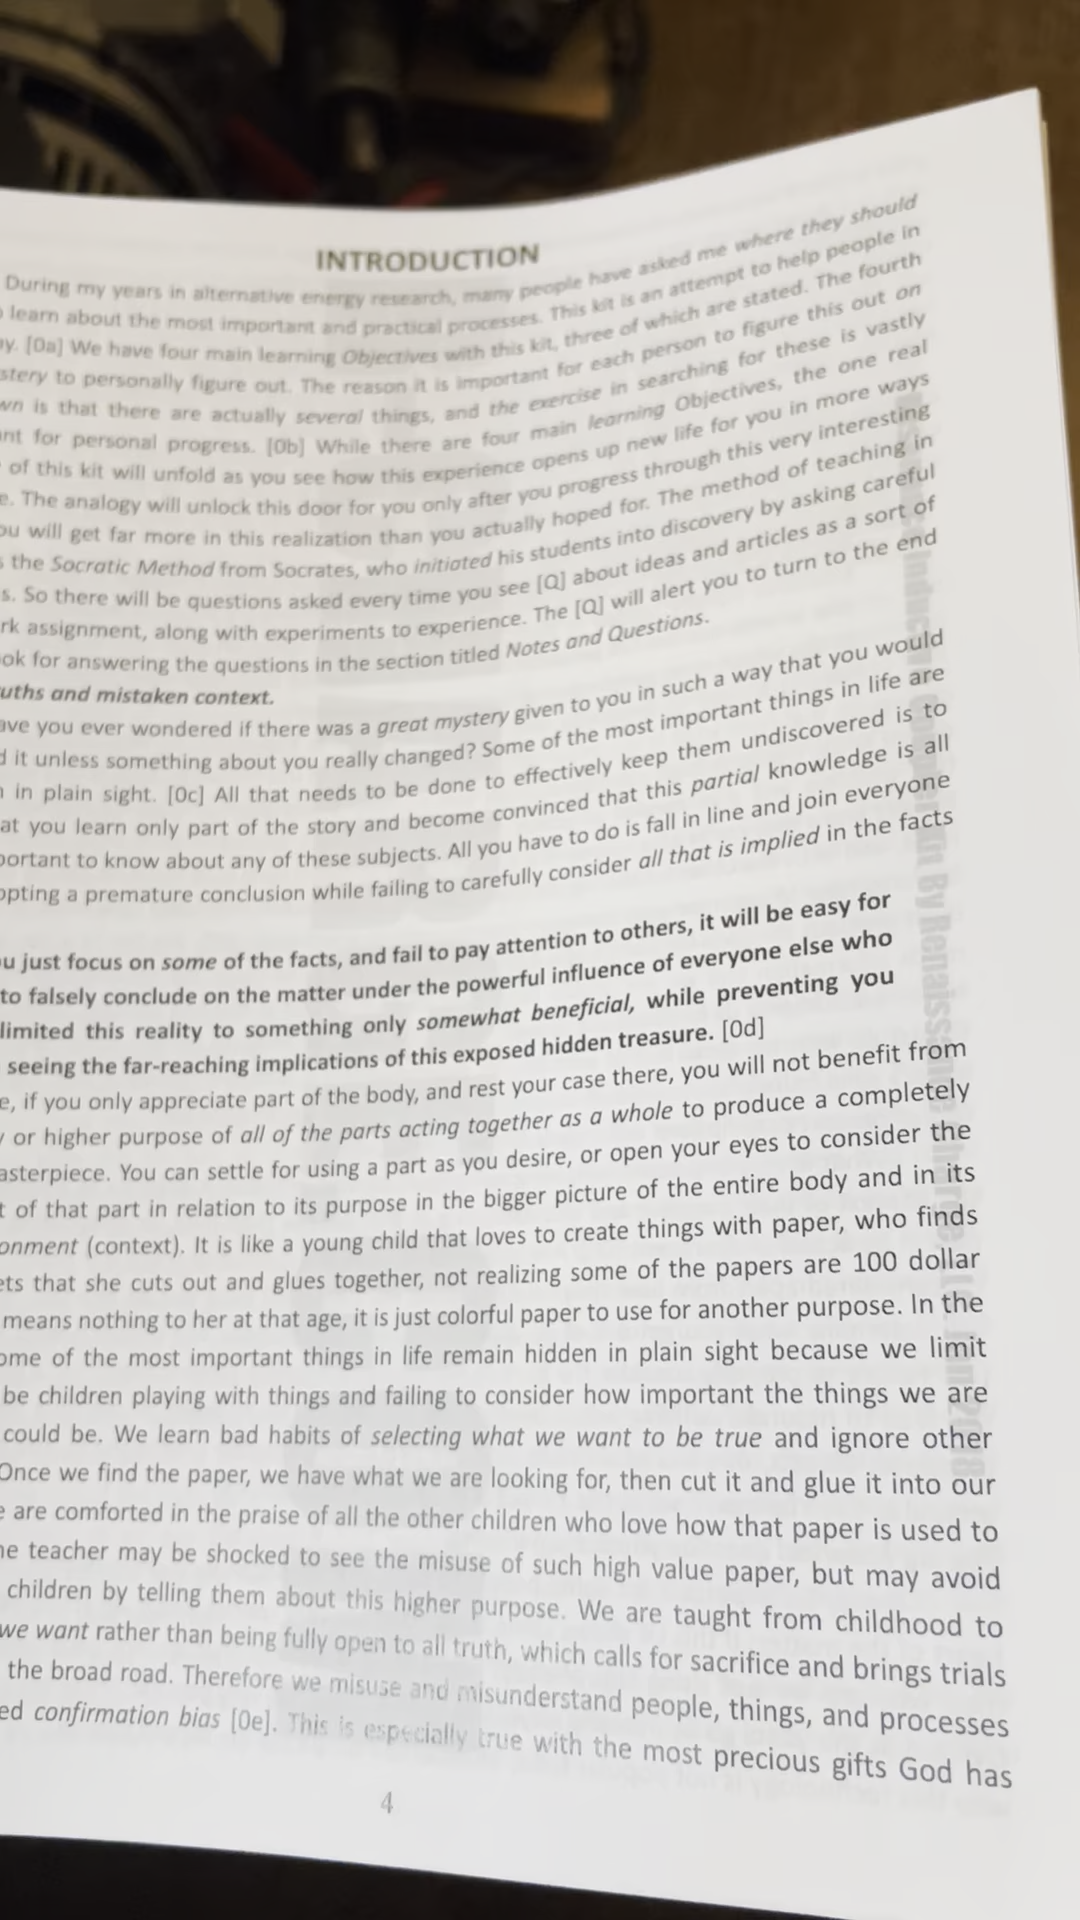 INTRODUCTION
During my years in alternative energy research, many people have asked me where they should
learn about the most important and practical processes. This kit is an attempt to help people in
[0a] We have four main learning Objectives with this kit, three of which are stated. The fourth
to personally figure out. The reason it is important for each person to figure this out on
is that there are actually several things, and the exercise in searching for these is vastly
for personal progress. [0b] While there are four main learning Objectives, the one real
of this kit will unfold as you see how this experience opens up new life for you in more ways
The analogy will unlock this door for you only after you progress through this very interesting
will get far more in this realization than you actually hoped for. The method of teaching in
the Socratic Method from Socrates, who initiated his students into discovery by asking careful
So there will be questions asked every time you see [Q] about ideas and articles as a sort of
assignment, along with experiments to experience. The [Q] will alert you to turn to the end
for answering the questions in the section titled Notes and Questions.
and mistaken context.
you ever wondered if there was a great mystery given to you in such a way that you would
it unless something about you really changed? Some of the most important things in life are
in plain sight. [0c] All that needs to be done to effectively keep them undiscovered is to
you learn only part of the story and become convinced that this partial knowledge is all
to know about any of these subjects. All you have to do is fall in line and join everyone
a premature conclusion while failing to carefully consider all that is implied in the facts
just focus on some of the facts, and fail to pay attention to others, it will be easy for
to falsely conclude on the matter under the powerful influence of everyone else who
limited this reality to something only somewhat beneficial, while preventing you
seeing the far-reaching implications of this exposed hidden treasure. [0d]
if you only appreciate part of the body, and rest your case there, you will not benefit from
or higher purpose of all of the parts acting together as a whole to produce a completely
You can settle for using a part as you desire, or open your eyes to consider the
of that part in relation to its purpose in the bigger picture of the entire body and in its
(context). It is like a young child that loves to create things with paper, who finds
that she cuts out and glues together, not realizing some of the papers are 100 dollar
means nothing to her at that age, it is just colorful paper to use for another purpose. In the
of the most important things in life remain hidden in plain sight because we limit
be children playing with things and failing to consider how important the things we are
could be. We learn bad habits of selecting what we want to be true and ignore other
Once we find the paper, we have what we are looking for, then cut it and glue it into our
are comforted in the praise of all the other children who love how that paper is used to
teacher may be shocked to see the misuse of such high value paper, but may avoid
children by telling them about this higher purpose. We are taught from childhood to
we want rather than being fully open to all truth, which calls for sacrifice and brings trials
the broad road. Therefore we misuse and misunderstand people, things, and processes
confirmation bias [0e]. This is especially true with the most precious gifts God has
4